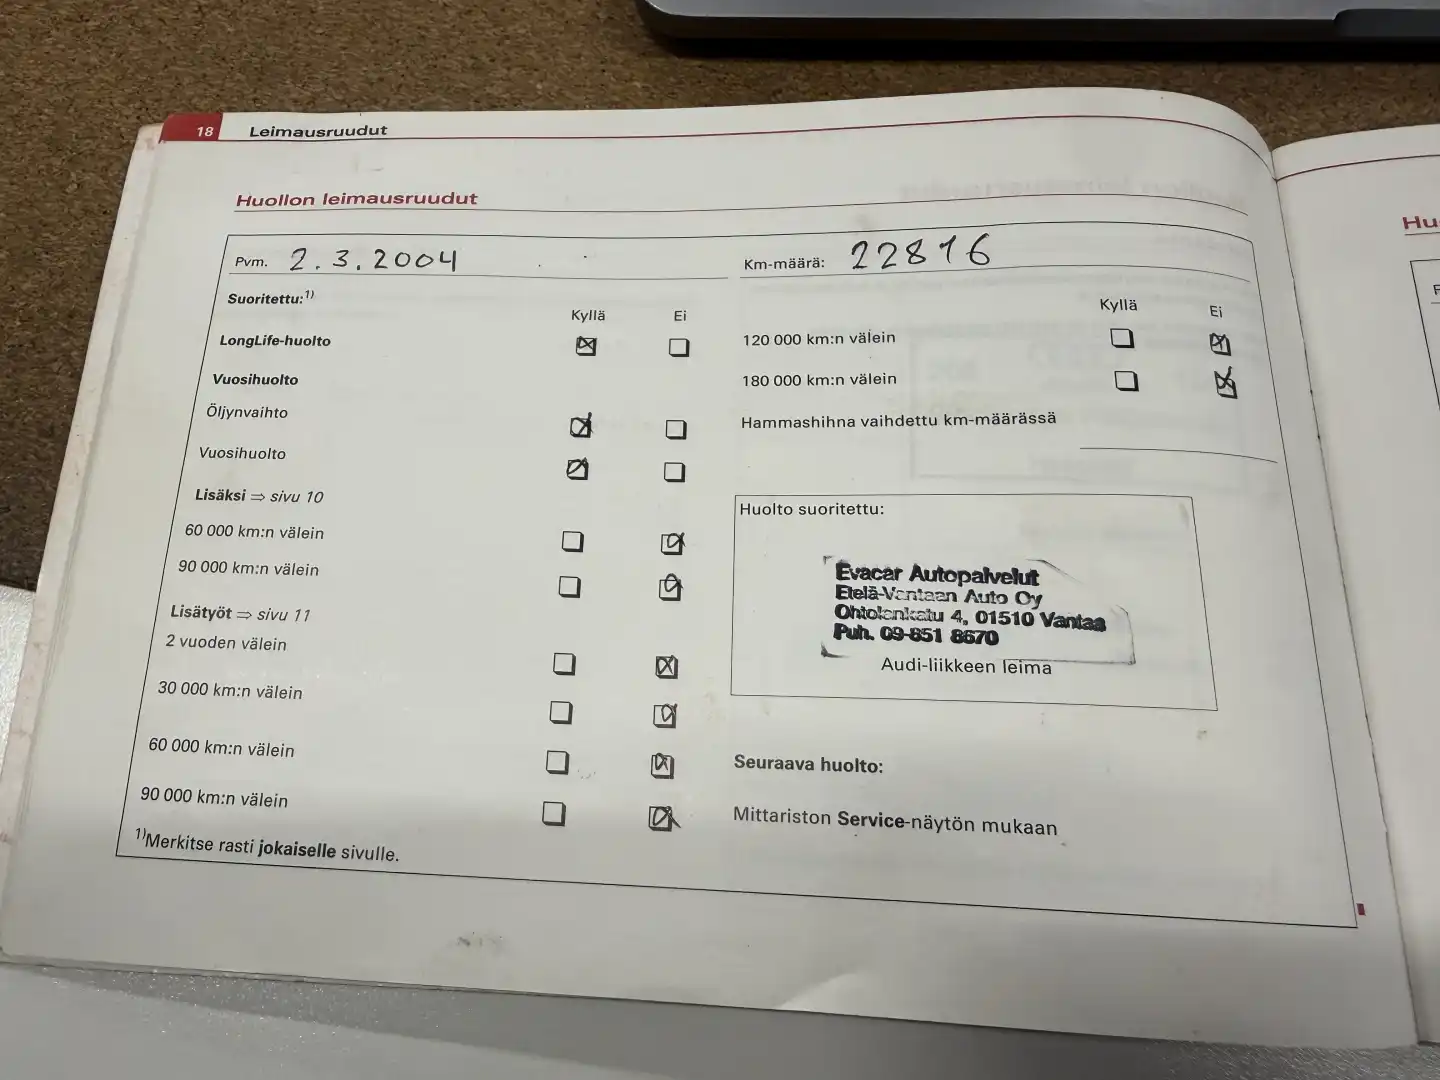 18 Leimausruudut
Huollon leimausruudut
Pvm. 2.3.2004
Suoritettu:1)
Kyllä Ei
LongLife-huolto
Vuosihuolto
Öljynvaihto
Vuosihuolto
Lisäksi ⇒ sivu 10
60 000 km:n välein
90 000 km:n välein
Lisätyöt ⇒ sivu 11
2 vuoden välein
30 000 km:n välein
60 000 km:n välein
90 000 km:n välein
1)Merkitse rasti jokaiselle sivulle.
Km-määrä: 22816
Kyllä Ei
120 000 km:n välein
180 000 km:n välein
Hammashihna vaihdettu km-määrässä
Huolto suoritettu:
Evacar Autopalvelut
Etelä-Vantaan Auto Oy
Ohtolankatu 4, 01510 Vantaa
Puh. 09-851 8670
Audi-liikkeen leima
Seuraava huolto:
Mittariston Service-näytön mukaan
Hu